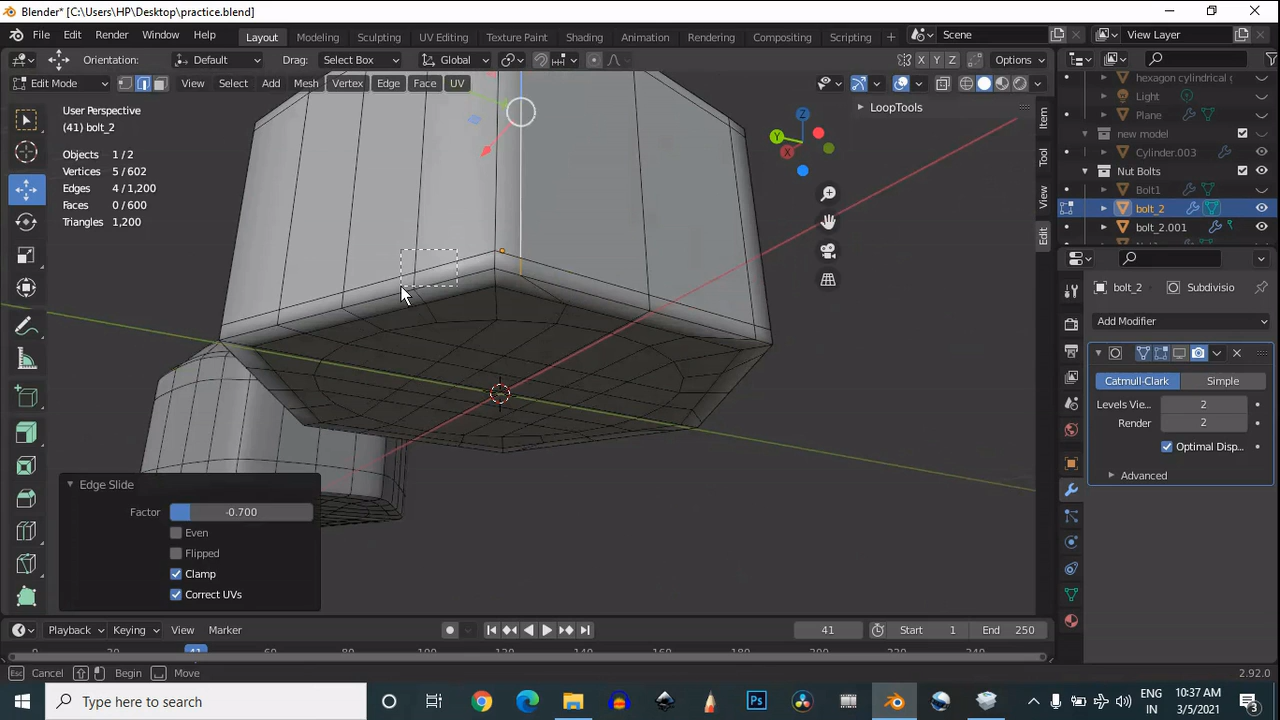 Blender* [C:\Users\HP\Desktop\practice.blend]
File Edit Render Window Help Layout Modeling Sculpting UV Editing Texture Paint Shading Animation Rendering Compositing Scripting Scene View Layer
Orientation: Default Drag: Select Box Global X Y Z Options
Edit Mode View Select Add Mesh Vertex Edge Face UV
User Perspective
(41) bolt_2
Objects 1 / 2
Vertices 5 / 602
Edges 4 / 1,200
Faces 0 / 600
Triangles 1,200
LoopTools
Z
Y
X
Item
Tool
View
Edit
hexagon cylindrical
Light
Plane
new model
Cylinder.003
Nut Bolts
Bolt1
bolt_2
bolt_2.001
bolt_2 Subdivisio
Add Modifier
Catmull-Clark Simple
Levels Vie... 2
Render 2
Optimal Disp...
Advanced
Edge Slide
Factor -0.700
Even
Flipped
Clamp
Correct UVs
Playback Keying View Marker 41 Start 1 End 250
Cancel Begin Move 2.92.0
Type here to search
ENG
IN
10:37 AM
3/5/2021
3